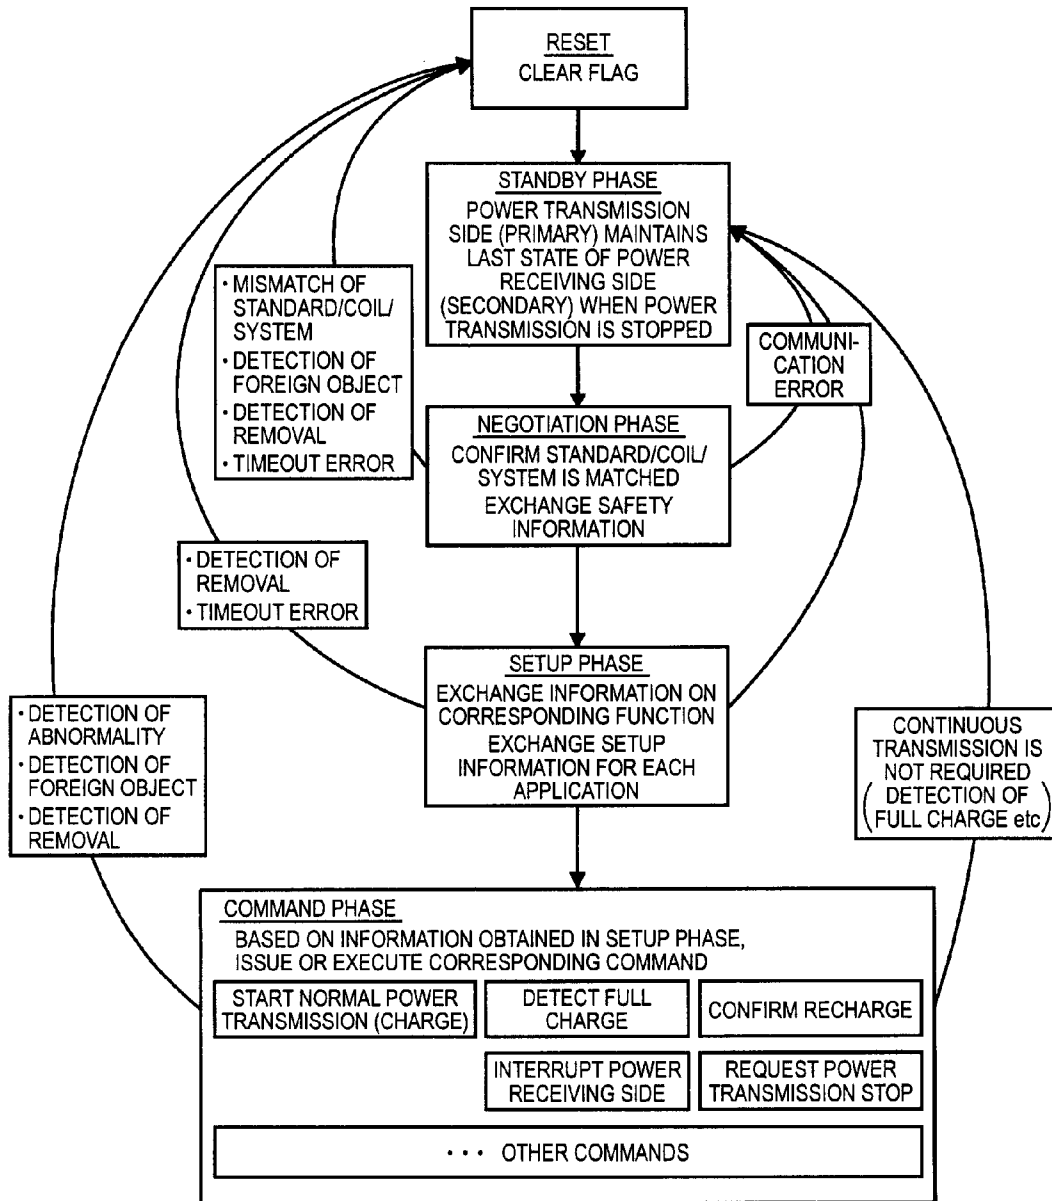 RESET
CLEAR FLAG
STANDBY PHASE
POWER TRANSMISSION
SIDE (PRIMARY) MAINTAINS
LAST STATE OF POWER
RECEIVING SIDE
(SECONDARY) WHEN POWER
TRANSMISSION IS STOPPED
• MISMATCH OF
STANDARD/COIL/
SYSTEM
• DETECTION
OF FOREIGN OBJECT
• DETECTION OF
REMOVAL
• TIMEOUT ERROR
COMMUNI-
CATION
ERROR
NEGOTIATION PHASE
CONFIRM STANDARD/COIL/
SYSTEM IS MATCHED
EXCHANGE SAFETY
INFORMATION
• DETECTION OF
REMOVAL
• TIMEOUT ERROR
SETUP PHASE
EXCHANGE INFORMATION ON
CORRESPONDING FUNCTION
EXCHANGE SETUP
INFORMATION FOR EACH
APPLICATION
• DETECTION OF
ABNORMALITY
• DETECTION OF
FOREIGN OBJECT
• DETECTION OF
REMOVAL
CONTINUOUS
TRANSMISSION IS
NOT REQUIRED
(DETECTION OF
FULL CHARGE etc)
COMMAND PHASE
BASED ON INFORMATION OBTAINED IN SETUP PHASE,
ISSUE OR EXECUTE CORRESPONDING COMMAND
START NORMAL POWER
TRANSMISSION (CHARGE)
DETECT FULL
CHARGE
CONFIRM RECHARGE
INTERRUPT POWER
RECEIVING SIDE
REQUEST POWER
TRANSMISSION STOP
··· OTHER COMMANDS